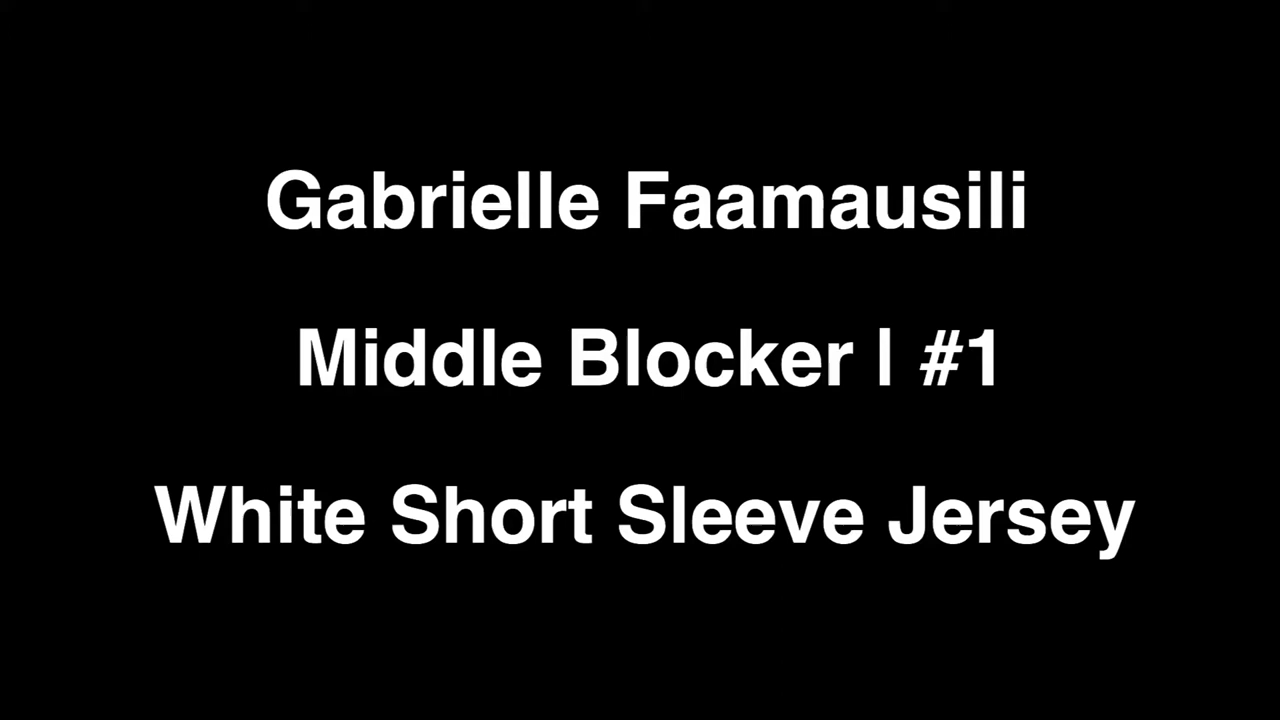 Gabrielle Faamausili
Middle Blocker | #1
White Short Sleeve Jersey